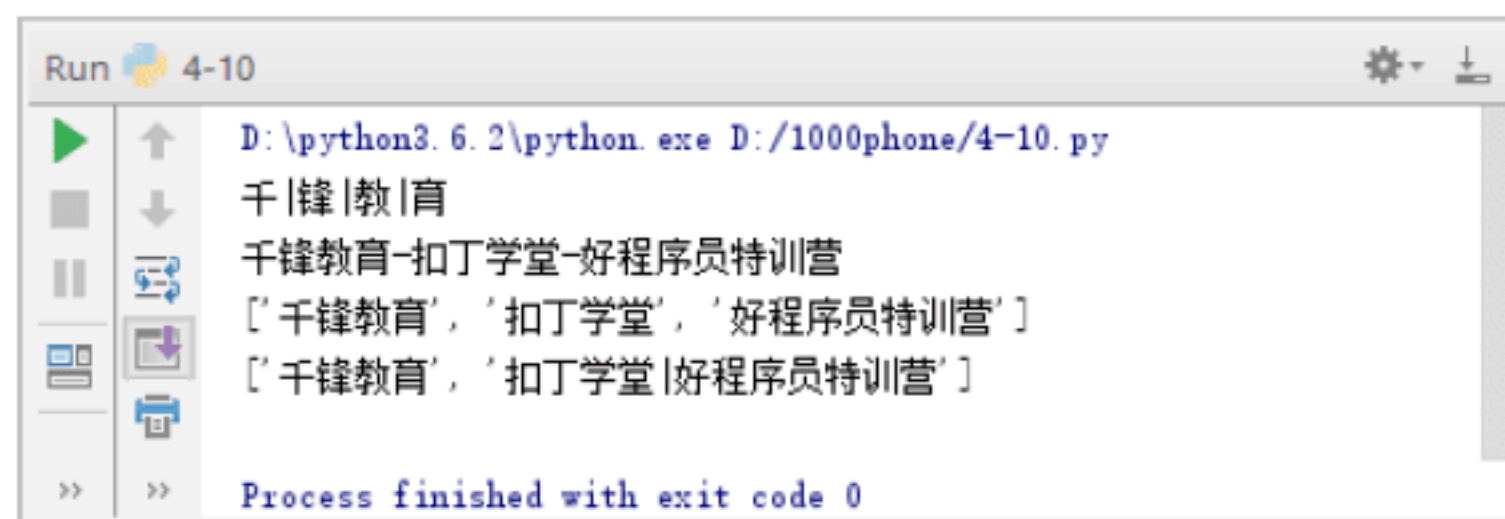 Run 4-10
D:\python3.6.2\python.exe D:/1000phone/4-10.py
千|锋|教|育
千锋教育-扣丁学堂-好程序员特训营
['千锋教育', '扣丁学堂', '好程序员特训营']
['千锋教育', '扣丁学堂|好程序员特训营']
Process finished with exit code 0